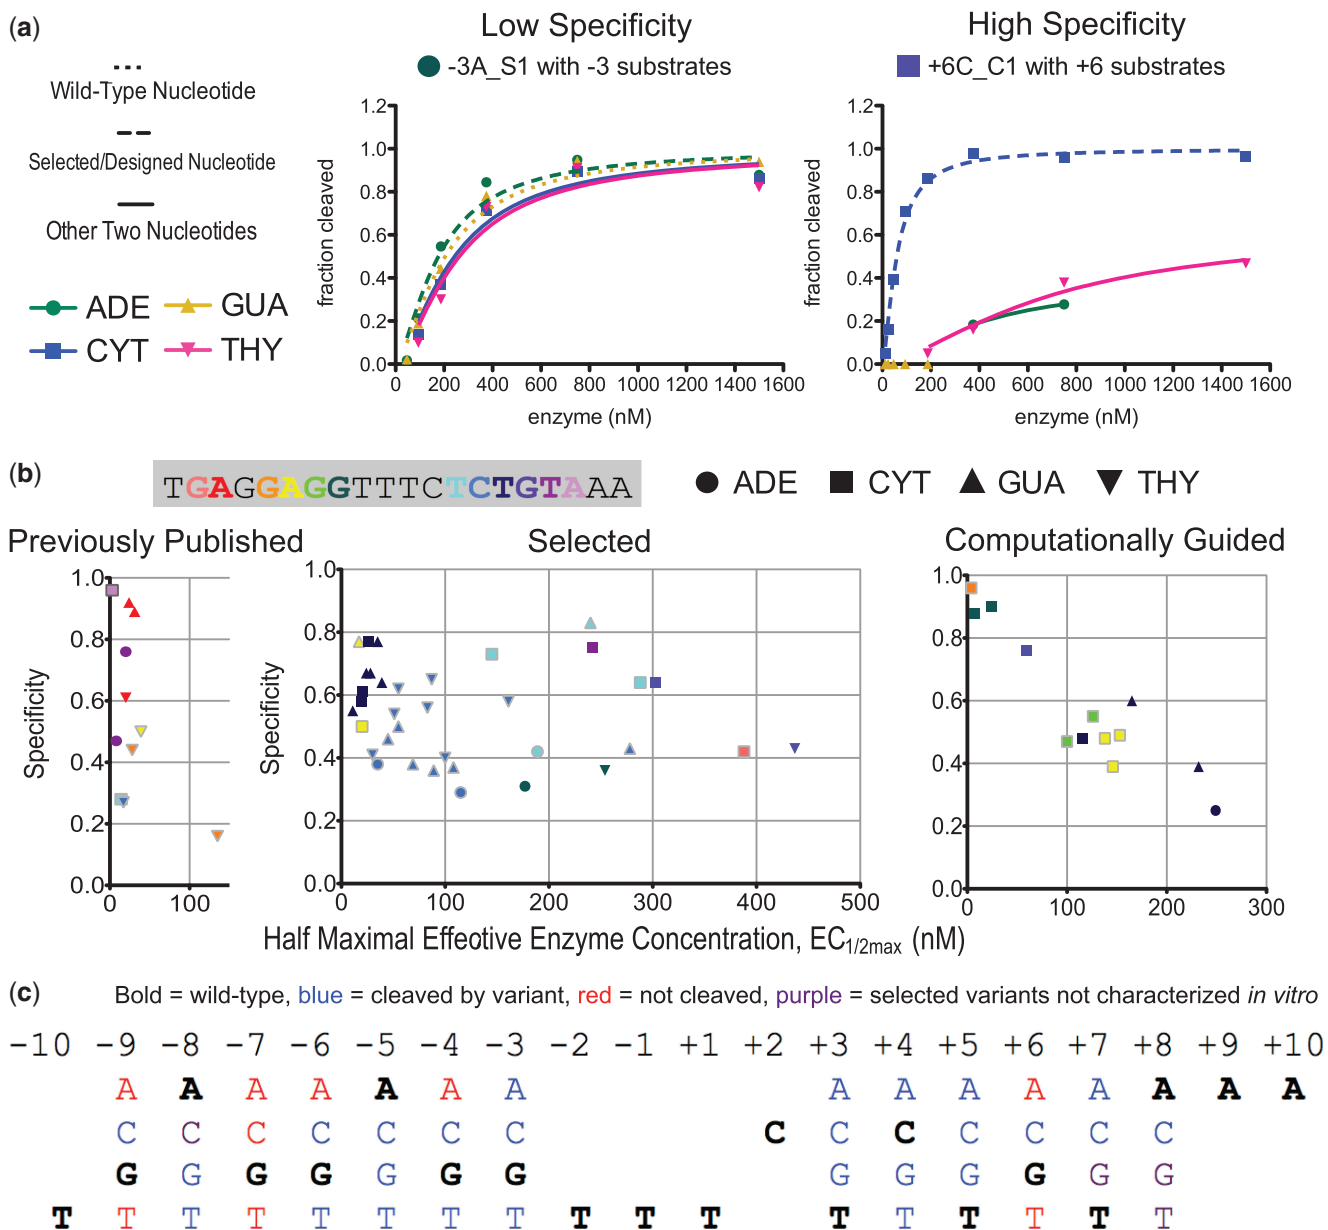 (a)
Low Specificity
High Specificity
-3A_S1 with -3 substrates
+6C_C1 with +6 substrates
Wild-Type Nucleotide
Selected/Designed Nucleotide
Other Two Nucleotides
ADE GUA
CYT THY
fraction cleaved
1.2
1.0
0.8
0.6
0.4
0.2
0.0
0 200 400 600 800 1000 1200 1400 1600
enzyme (nM)
fraction cleaved
1.2
1.0
0.8
0.6
0.4
0.2
0.0
0 200 400 600 800 1000 1200 1400 1600
enzyme (nM)
(b)
TGAGGAGGTTTCTCTGTAAA
ADE CYT GUA THY
Previously Published
Selected
Computationally Guided
Specificity
1.0
0.8
0.6
0.4
0.2
0.0
0 100
Specificity
1.0
0.8
0.6
0.4
0.2
0.0
0 100 200 300 400 500
1.0
0.8
0.6
0.4
0.2
0.0
0 100 200 300
Half Maximal Effeotive Enzyme Concentration, EC1/2max (nM)
(c)
Bold = wild-type, blue = cleaved by variant, red = not cleaved, purple = selected variants not characterized in vitro
-10 -9 -8 -7 -6 -5 -4 -3 -2 -1 +1 +2 +3 +4 +5 +6 +7 +8 +9 +10
A A A A A A A A A A A A A A A
C C C C C C C C C C C C C C
G G G G G G G G G G G G G
T T T T T T T T T T T T T T T T T